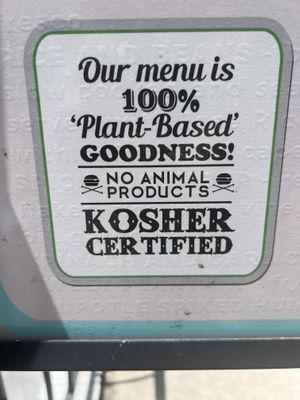 Our menu is
100%
'Plant-Based'
GOODNESS!
NO ANIMAL
PRODUCTS
KOSHER
CERTIFIED